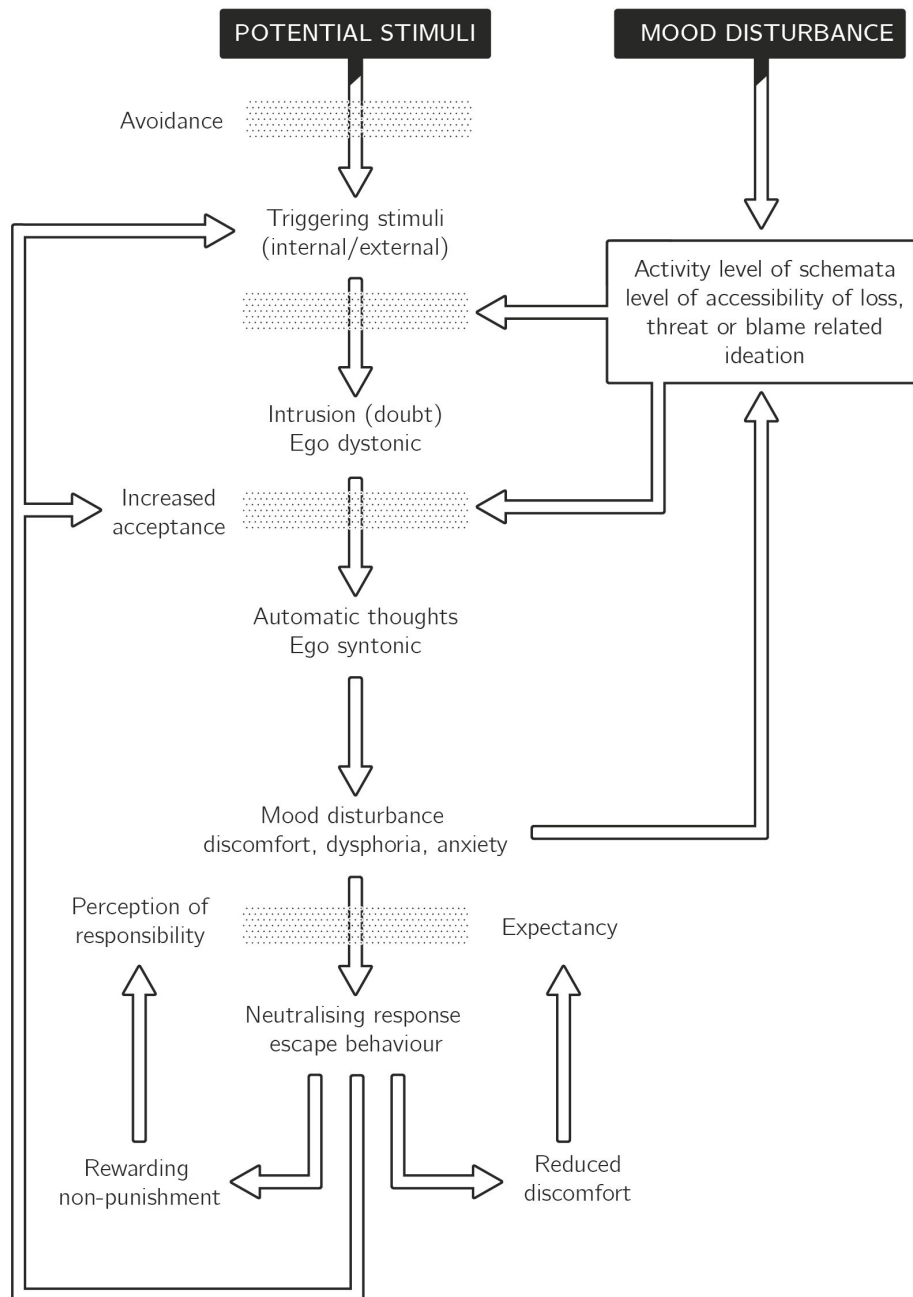 POTENTIAL STIMULI
MOOD DISTURBANCE
Avoidance
Triggering stimuli
(internal/external)
Activity level of schemata
level of accessibility of loss,
threat or blame related
ideation
Intrusion (doubt)
Ego dystonic
Increased
acceptance
Automatic thoughts
Ego syntonic
Mood disturbance
discomfort, dysphoria, anxiety
Perception of
responsibility
Expectancy
Neutralising response
escape behaviour
Rewarding
non-punishment
Reduced
discomfort